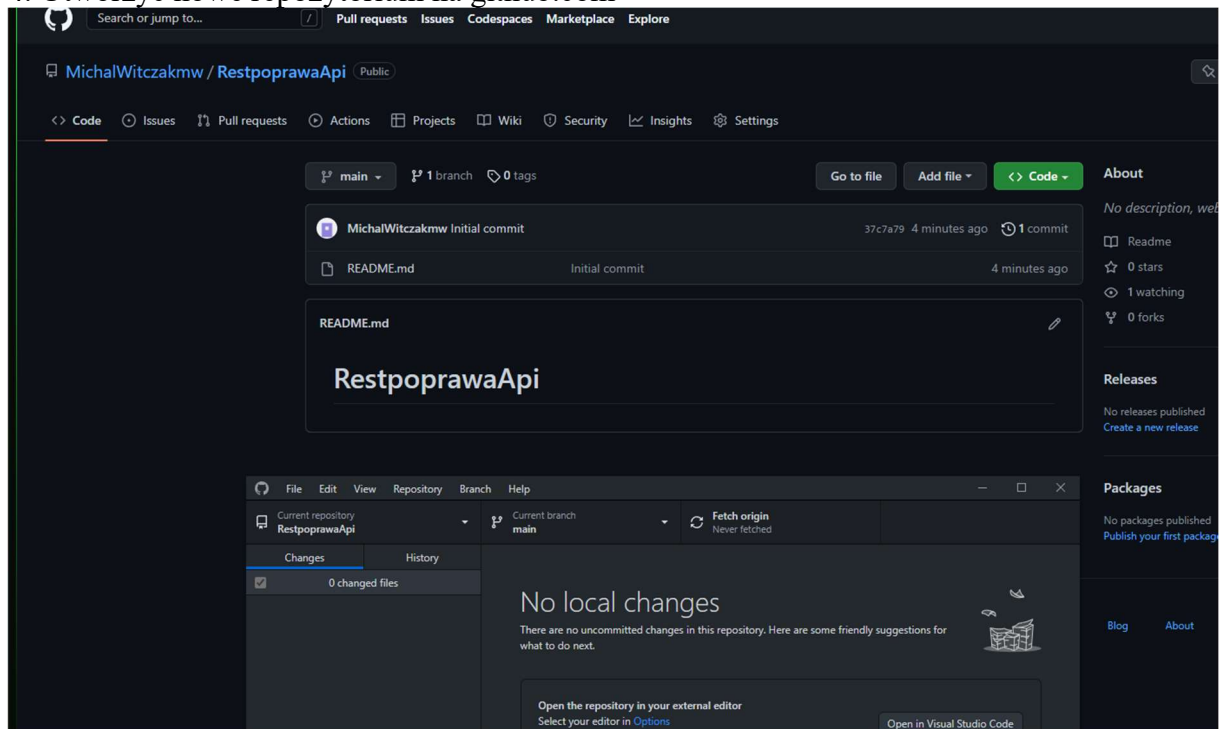 4. Utworzyć nowe repozytorium na github.com
Search or jump to... / Pull requests Issues Codespaces Marketplace Explore
MichalWitczakmw / RestpoprawaApi Public
<> Code Issues Pull requests Actions Projects Wiki Security Insights Settings
main 1 branch 0 tags Go to file Add file <> Code
MichalWitczakmw Initial commit 37c7a79 4 minutes ago 1 commit
README.md Initial commit 4 minutes ago
README.md
RestpoprawaApi
About
No description, web
Readme
0 stars
1 watching
0 forks
Releases
No releases published
Create a new release
Packages
No packages published
Publish your first package
Blog About
File Edit View Repository Branch Help
Current repository
RestpoprawaApi
Current branch
main
Fetch origin
Never fetched
Changes History
0 changed files
No local changes
There are no uncommitted changes in this repository. Here are some friendly suggestions for
what to do next.
Open the repository in your external editor
Select your editor in Options
Open in Visual Studio Code